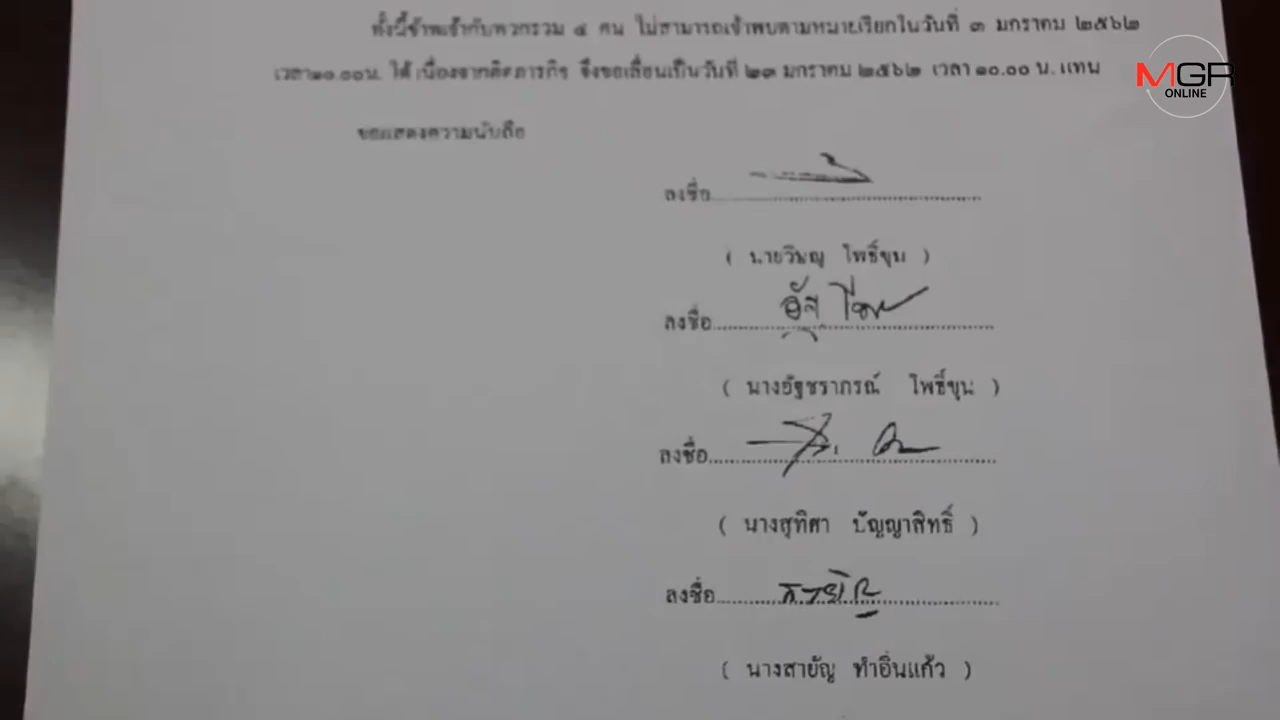 ทั้งนี้ข้าพเจ้ากับพวกรวม ๔ คน ไม่สามารถเข้าพบตามหมายเรียกในวันที่ ๓ มกราคม ๒๕๖๒
เวลา๑๐.๐๐น. ได้ เนื่องจากติดภารกิจ จึงขอเลื่อนเป็นวันที่ ๒๓ มกราคม ๒๕๖๒ เวลา ๑๐.๐๐ น. แทน
MGR
ONLINE
ขอแสดงความนับถือ
ลงชื่อ
( นายวิษณุ โพธิ์ขุน )
ลงชื่อ
( นางอัฐชราภรณ์ โพธิ์ขุน )
ลงชื่อ
( นางสุทิศา ปัญญาสิทธิ์ )
ลงชื่อ
( นางสายัญ ทำอิ่นแก้ว )